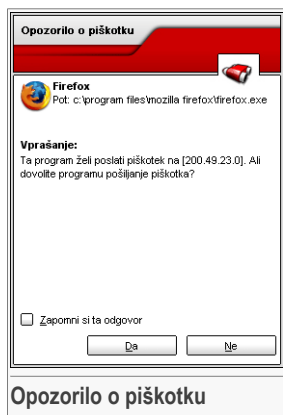 Opozorilo o piškotku
Firefox
Pot: c:\program files\mozilla firefox\firefox.exe
Vprašanje:
Ta program želi poslati piškotek na [200.49.23.0]. Ali
dovolite programu pošiljanje piškotka?
Zapomni si ta odgovor
Da
Ne
Opozorilo o piškotku